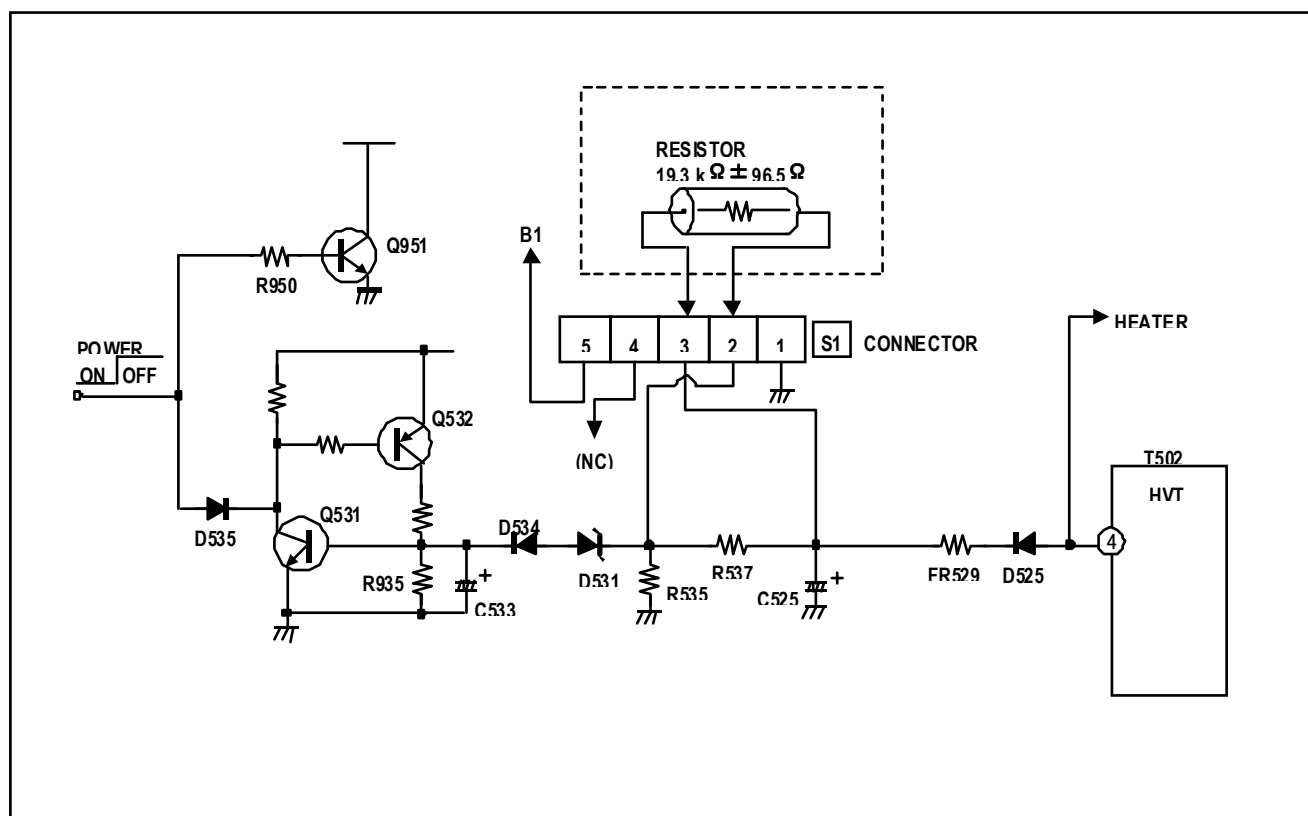 RESISTOR
19.3 kΩ ± 96.5 Ω
Q951
B1
R950
HEATER
5 4 3 2 1 S1 CONNECTOR
POWER
ON OFF
Q532
(NC)
T502
HVT
Q531
D534
4
D535
D531
R935
R537
FR529 D525
R535
C525
C533
+
+